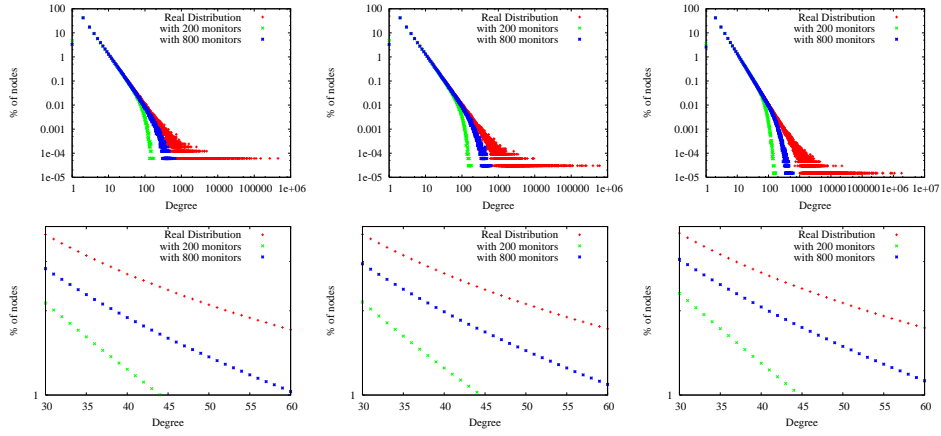 100
10
1
0.1
0.01
0.001
1e-04
1e-05
% of nodes
Real Distribution
with 200 monitors
with 800 monitors
1 10 100 1000 10000 100000 1e+06
Degree
100
10
1
0.1
0.01
0.001
1e-04
1e-05
% of nodes
Real Distribution
with 200 monitors
with 800 monitors
1 10 100 1000 10000 100000 1e+06
Degree
100
10
1
0.1
0.01
0.001
1e-04
1e-05
% of nodes
Real Distribution
with 200 monitors
with 800 monitors
1 10 100 1000 10000 100000 1e+06 1e+07
Degree
1
% of nodes
Real Distribution
with 200 monitors
with 800 monitors
30 35 40 45 50 55 60
Degree
1
% of nodes
Real Distribution
with 200 monitors
with 800 monitors
30 35 40 45 50 55 60
Degree
1
% of nodes
Real Distribution
with 200 monitors
with 800 monitors
30 35 40 45 50 55 60
Degree